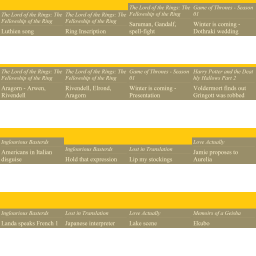 The Lord of the Rings: The
Fellowship of the Ring
Luthien song
The Lord of the Rings: The
Fellowship of the Ring
Ring Inscription
The Lord of the Rings: The
Fellowship of the Ring
Saruman, Gandalf,
spell-fight
Game of Thrones - Season
01
Winter is coming -
Dothraki wedding
The Lord of the Rings: The
Fellowship of the Ring
Aragorn - Arwen,
Rivendell
The Lord of the Rings: The
Fellowship of the Ring
Rivendell, Elrond,
Aragorn
Game of Thrones - Season
01
Winter is coming -
Presentation
Harry Potter and the Deat
hly Hallows Part 2
Voldermort finds out
Gringott was robbed
Inglourious Basterds
Americans in Italian
disguise
Inglourious Basterds
Hold that expression
Lost in Translation
Lip my stockings
Love Actually
Jamie proposes to
Aurelia
Inglourious Basterds
Landa speaks French 1
Lost in Translation
Japanese interpreter
Love Actually
Lake scene
Memoirs of a Geisha